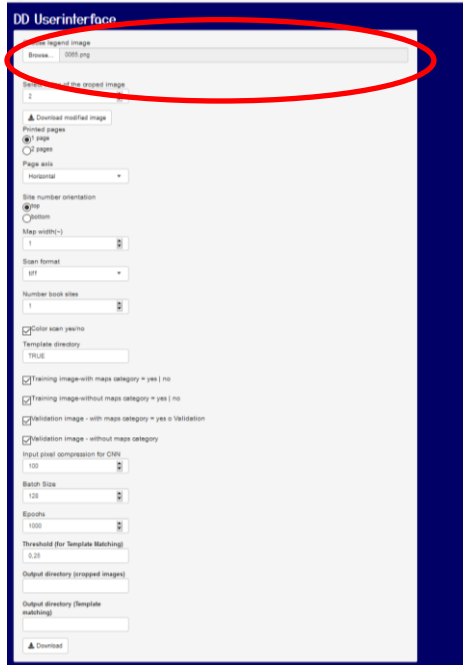 DD Userinterface
legend image
Browse... 0055.png
of the croped image
2
Download modified image
Printed pages
1 page
2 pages
Page axis
Horizontal
Site number orientation
top
bottom
Map width(~)
1
Scan format
tiff
Number book sites
1
Color scan yes/no
Template directory
TRUE
Training image-with maps category = yes | no
Training image-without maps category = yes | no
Validation image - with maps category = yes o Validation
Validation image - without maps category
Input pixel compression for CNN
100
Batch Size
128
Epochs
1000
Threshold (for Template Matching)
0,25
Output directory (cropped images)
Output directory (Template
matching)
Download